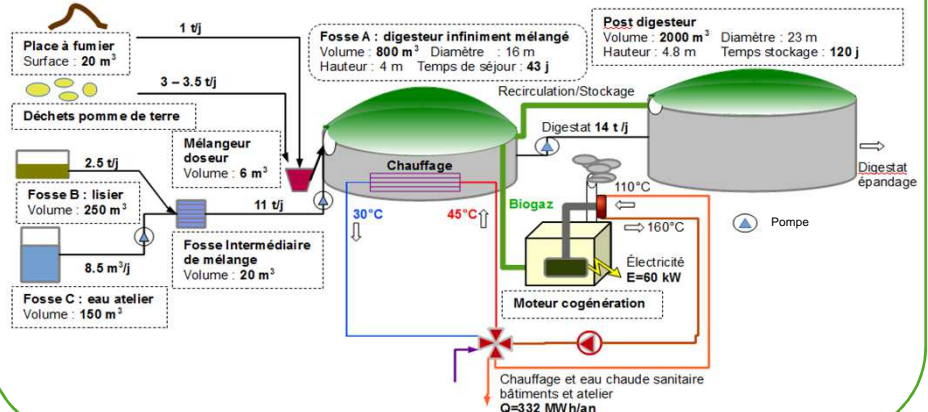 1 t/j
Place à fumier
Surface : 20 m³
3 – 3.5 t/j
Déchets pomme de terre
Fosse A : digesteur infiniment mélangé
Volume : 800 m³ Diamètre : 16 m
Hauteur : 4 m Temps de séjour : 43 j
Post digesteur
Volume : 2000 m³ Diamètre : 23 m
Hauteur : 4.8 m Temps stockage : 120 j
Recirculation/Stockage
Digestat 14 t /j
Mélangeur
doseur
Volume : 6 m³
Chauffage
2.5 t/j
Fosse B : lisier
Volume : 250 m³
11 t/j
30°C
45°C
Biogaz
110°C
160°C
Digestat
épandage
Pompe
Fosse Intermédiaire
de mélange
Volume : 20 m³
8.5 m³/j
Fosse C : eau atelier
Volume : 150 m³
Électricité
E=60 kW
Moteur cogénération
Chauffage et eau chaude sanitaire
bâtiments et atelier
Q=332 MWh/an